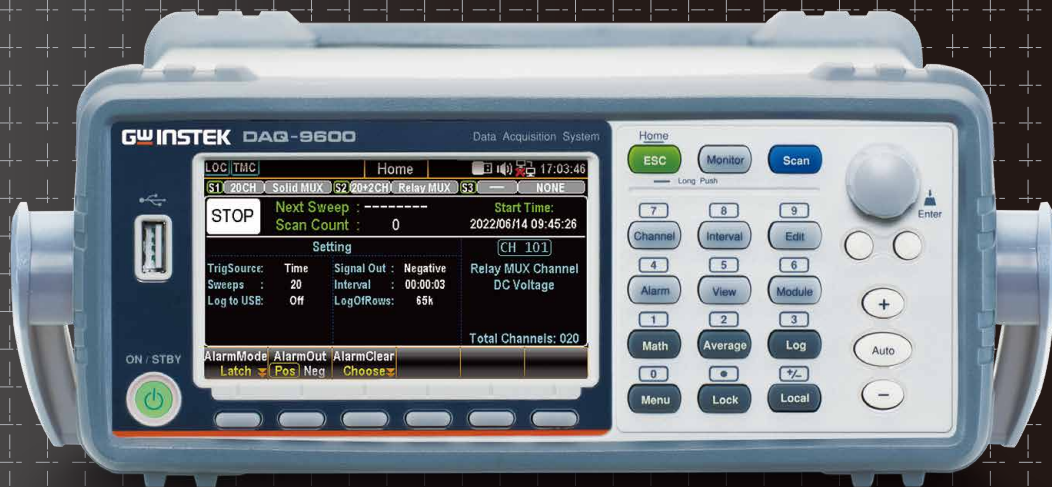 GWINSTEK DAQ-9600 Data Acquisition System
LOC TMC Home 17:03:46
S1 20CH Solid MUX S2 20+2CH Relay MUX S3 — NONE
STOP
Next Sweep : --------
Scan Count : 0
Start Time:
2022/06/14 09:45:26
Setting
TrigSource: Time Signal Out : Negative
Sweeps : 20 Interval : 00:00:03
Log to USB: Off LogOfRows: 65k
CH 101
Relay MUX Channel
DC Voltage
Total Channels: 020
AlarmMode AlarmOut AlarmClear
Latch Pos Neg Choose
ON / STBY
Home
ESC Monitor Scan
Long Push
7 8 9
Channel Interval Edit
4 5 6
Alarm View Module
1 2 3
Math Average Log
0 ● +/−
Menu Lock Local
Enter
+
Auto
−